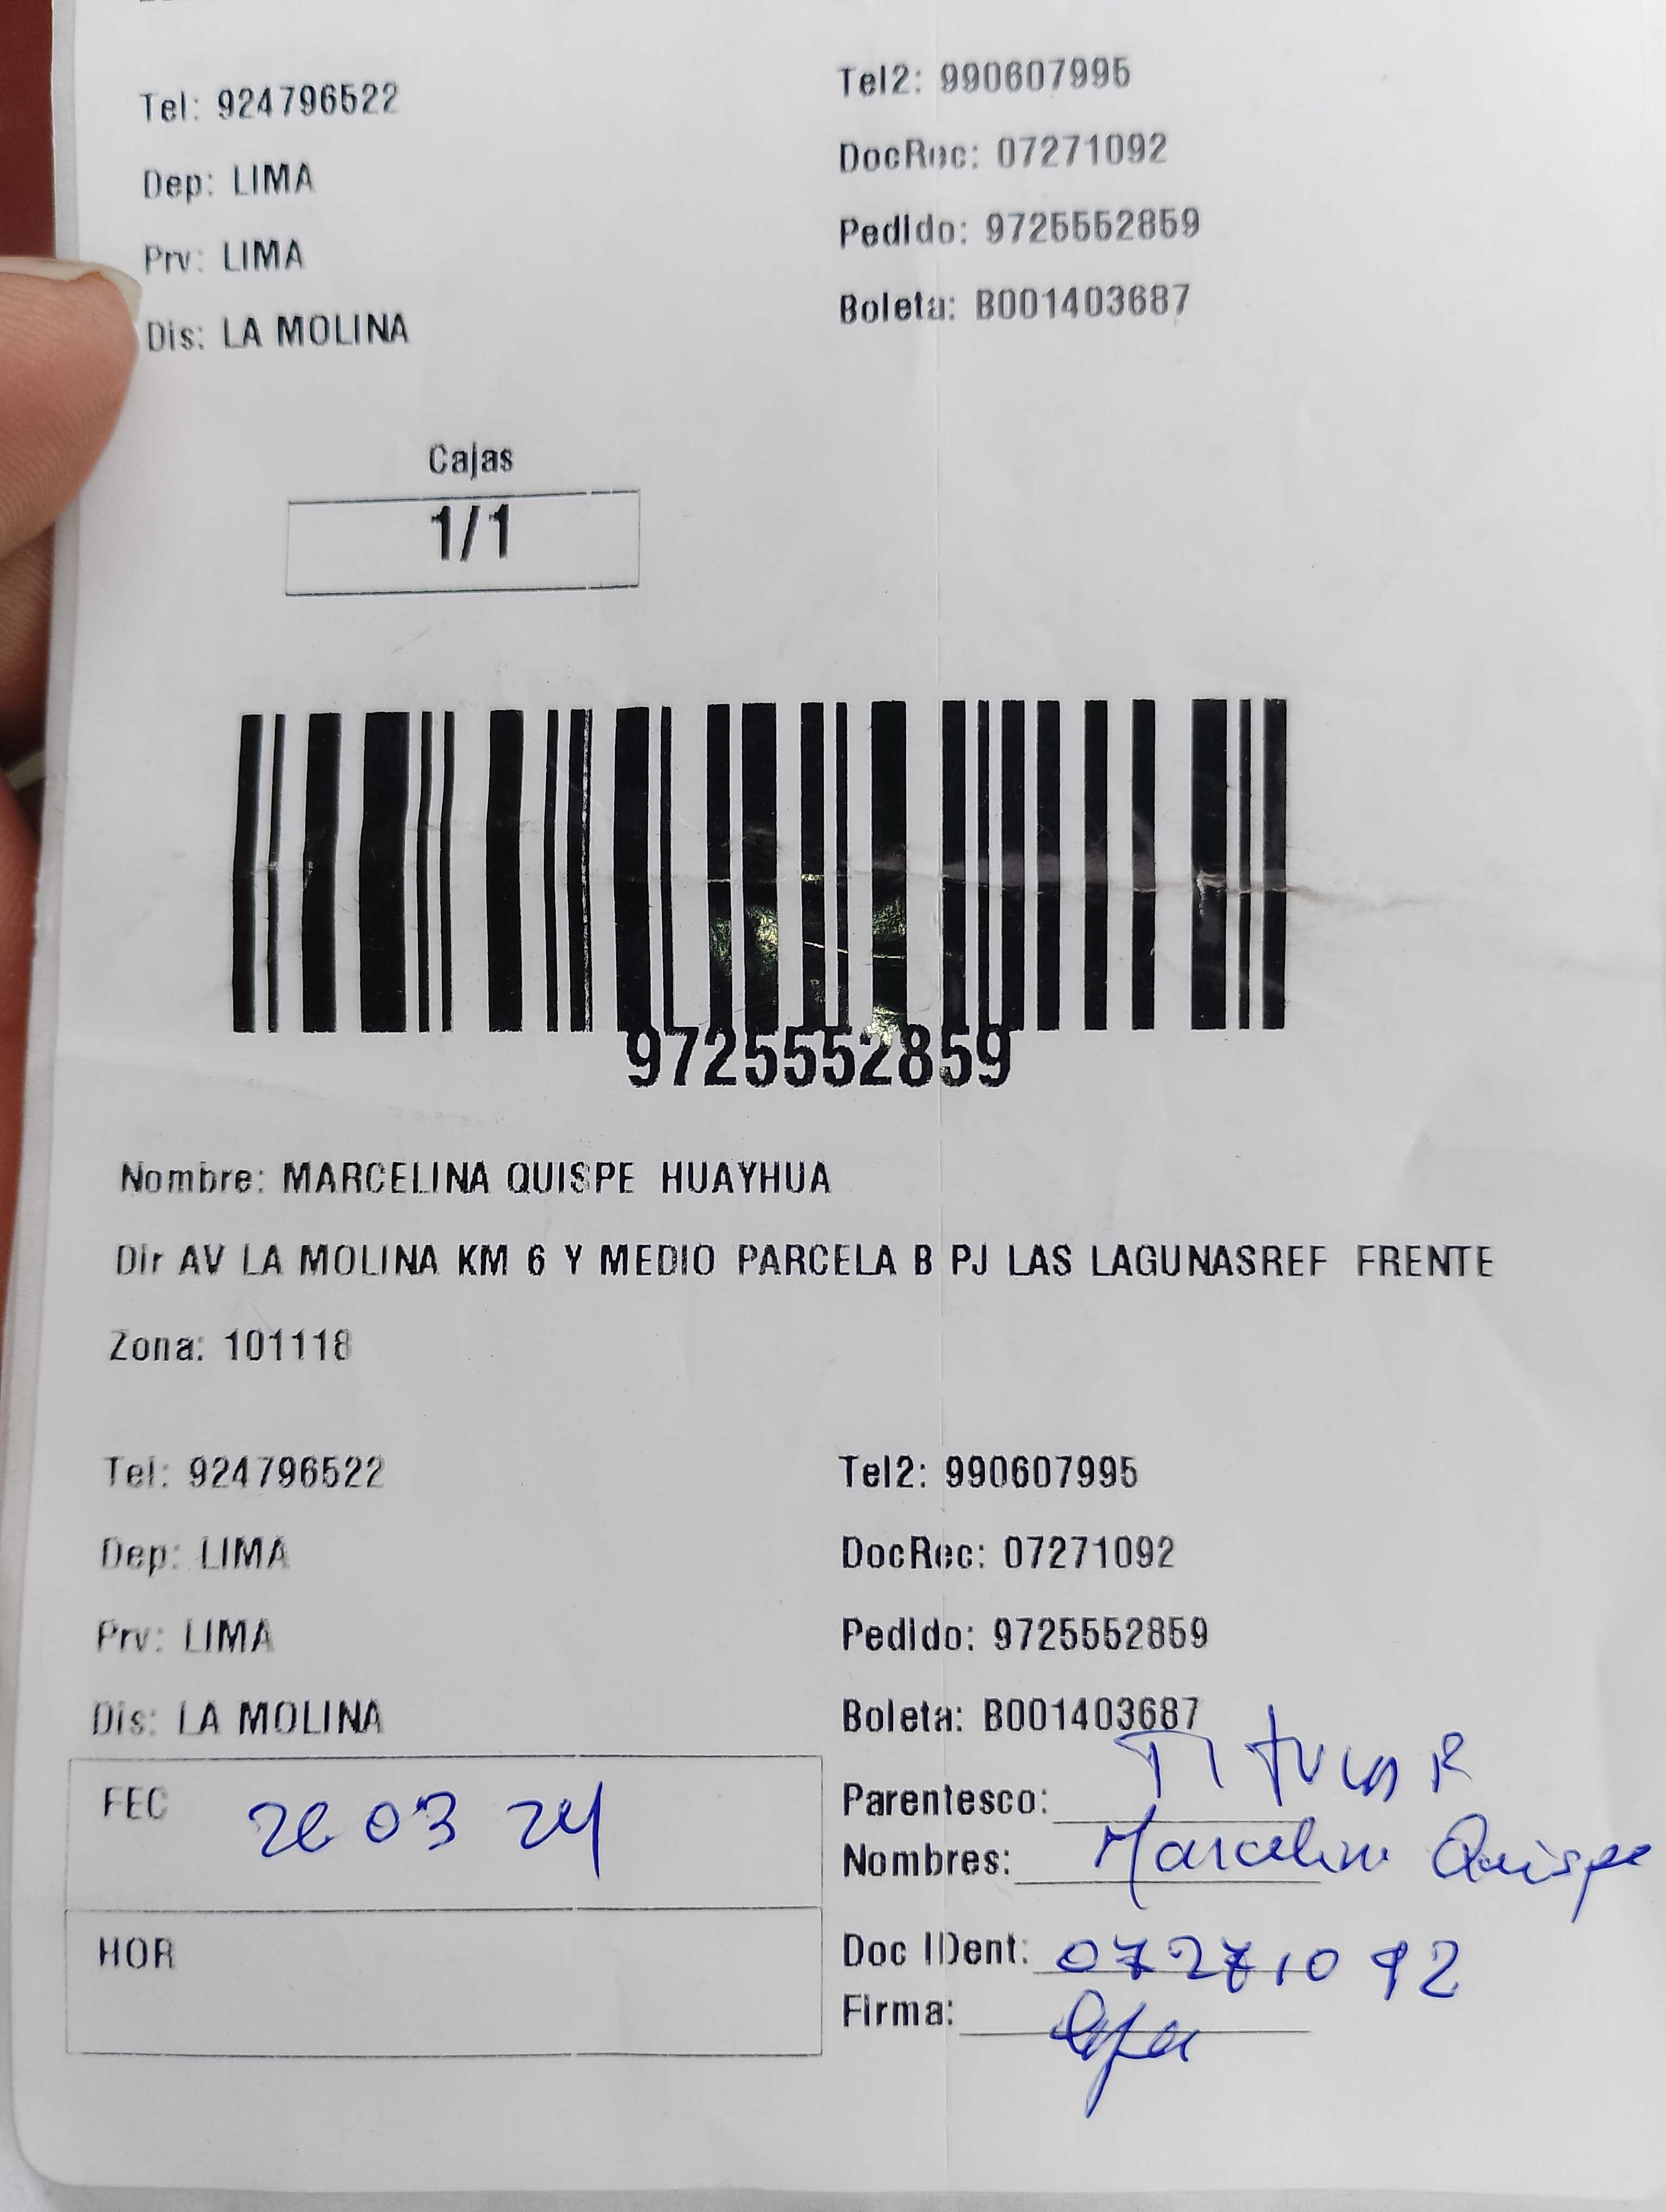 Tel: 924796522
Tel2: 990607995
Dep: LIMA
DocRec: 07271092
Prv: LIMA
Pedido: 9725552859
Dis: LA MOLINA
Boleta: B001403687
Cajas
1/1
9725552859
Nombre: MARCELINA QUISPE HUAYHUA
Dir AV LA MOLINA KM 6 Y MEDIO PARCELA B PJ LAS LAGUNASREF FRENTE
Zona: 101118
Tel: 924796522
Tel2: 990607995
Dep: LIMA
DocRec: 07271092
Prv: LIMA
Pedido: 9725552859
Dis: LA MOLINA
Boleta: B001403687
FEC
03 24
Parentesco: TITULAR
Nombres: Marcelina Quispe
HOR
Doc IDent: 07271092
Firma: